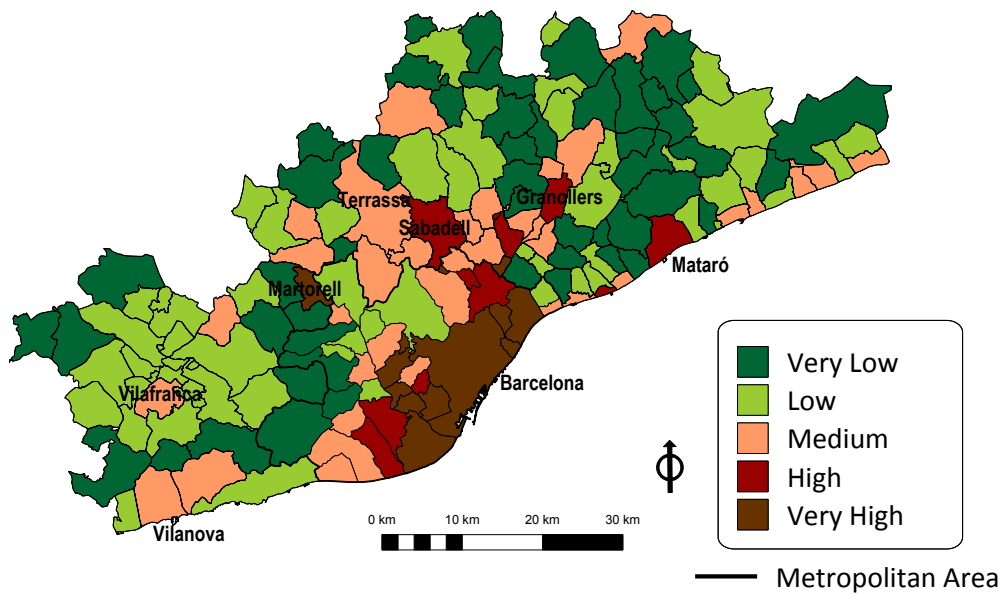 Terrassa
Granollers
Sabadell
Mataró
Martorell
Vilafranca
Barcelona
Vilanova
0 km 10 km 20 km 30 km
Very Low
Low
Medium
High
Very High
Metropolitan Area